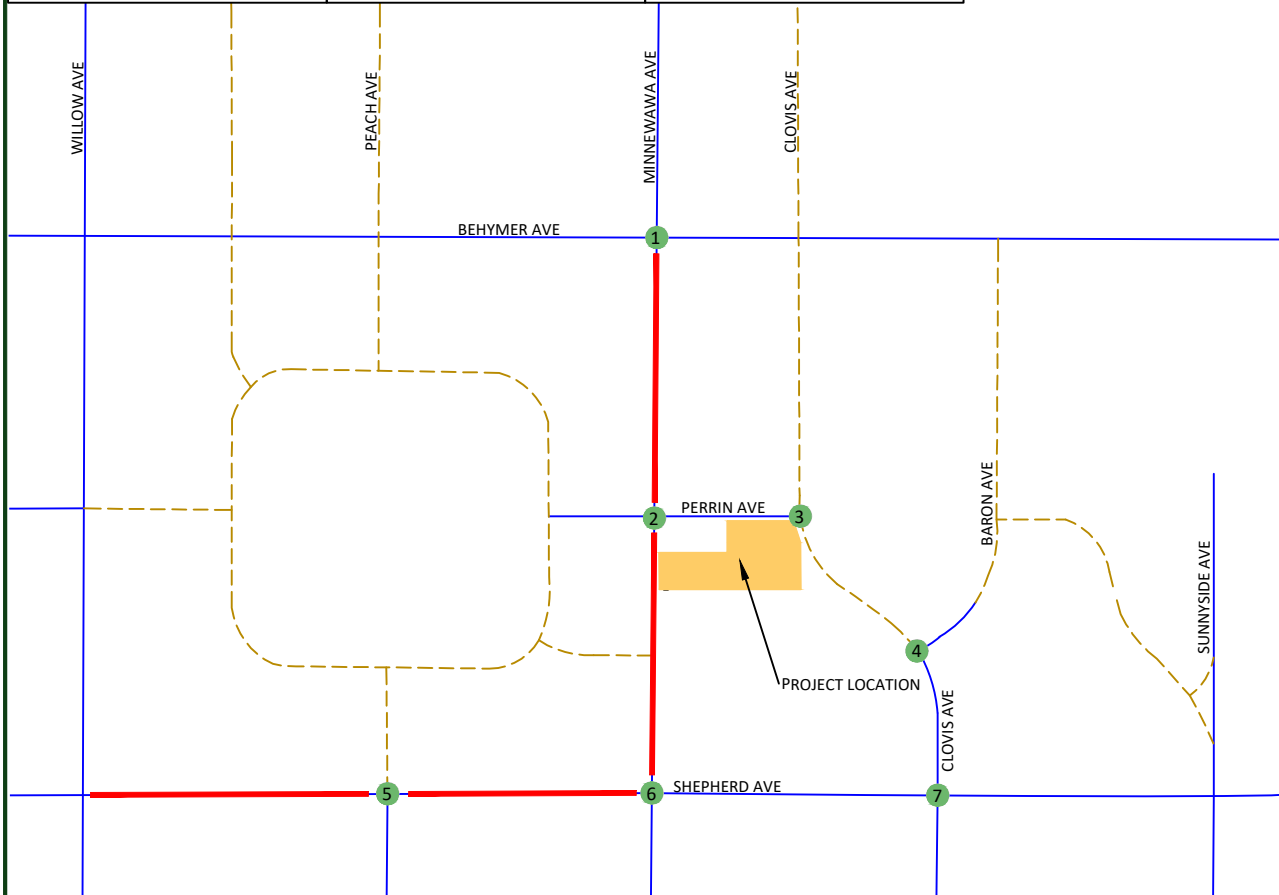 WILLOW AVE
PEACH AVE
MINNEWAWA AVE
CLOVIS AVE
BEHYMER AVE
1
PERRIN AVE
2
3
BARON AVE
SUNNYSIDE AVE
4
PROJECT LOCATION
CLOVIS AVE
5
6
SHEPHERD AVE
7